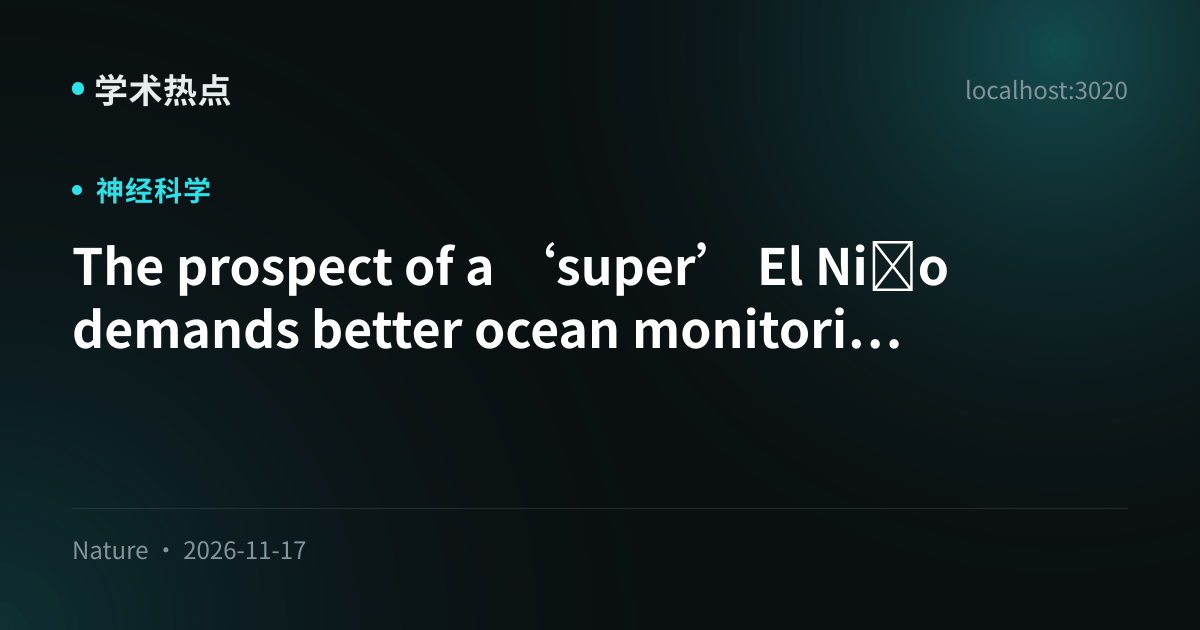 学术热点
localhost:3020
神经科学
The prospect of a ‘super’ El Ni☒o
demands better ocean monitori…
Nature · 2026-11-17